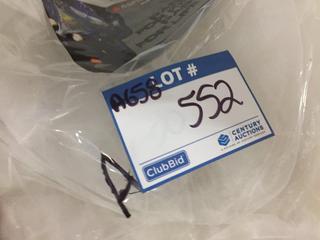 A658
LOT #
552
ClubBid
CENTURY
AUCTIONS
P